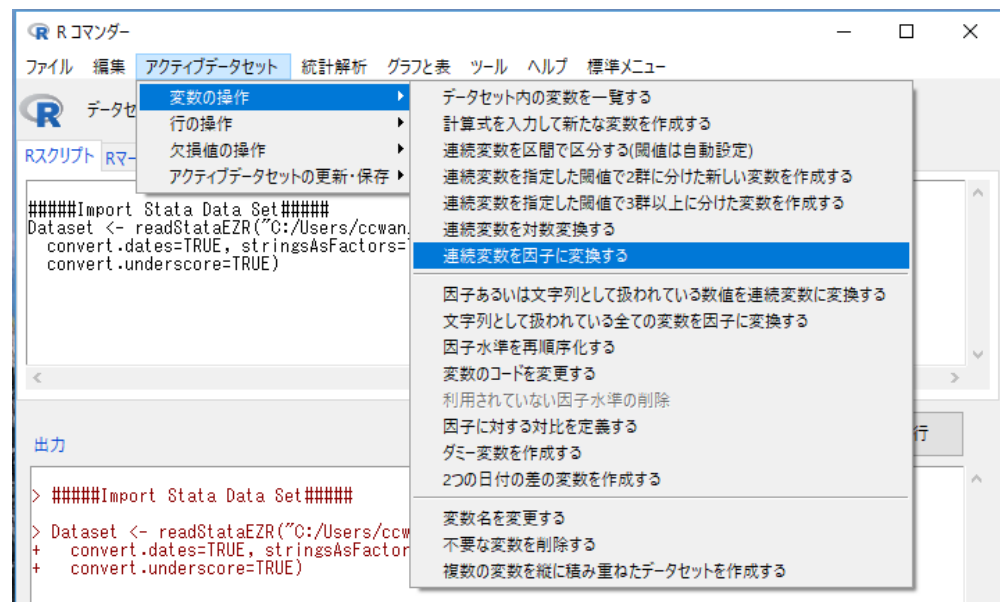 R コマンダー
ファイル 編集 アクティブデータセット 統計解析 グラフと表 ツール ヘルプ 標準メニュー
変数の操作
行の操作
欠損値の操作
アクティブデータセットの更新・保存
データセット内の変数を一覧する
計算式を入力して新たな変数を作成する
連続変数を区間で区分する(閾値は自動設定)
連続変数を指定した閾値で2群に分けた新しい変数を作成する
連続変数を指定した閾値で3群以上に分けた変数を作成する
連続変数を対数変換する
連続変数を因子に変換する
因子あるいは文字列として扱われている数値を連続変数に変換する
文字列として扱われている全ての変数を因子に変換する
因子水準を再順序化する
変数のコードを変更する
利用されていない因子水準の削除
因子に対する対比を定義する
ダミー変数を作成する
2つの日付の差の変数を作成する
変数名を変更する
不要な変数を削除する
複数の変数を縦に積み重ねたデータセットを作成する
R データセ
Rスクリプト Rマー
#####Import Stata Data Set#####
Dataset <- readStataEZR("C:/Users/ccwan
convert.dates=TRUE, stringsAsFactors=
convert.underscore=TRUE)
行
出力
> #####Import Stata Data Set#####
> Dataset <- readStataEZR("C:/Users/ccw
+ convert.dates=TRUE, stringsAsFactor
+ convert.underscore=TRUE)